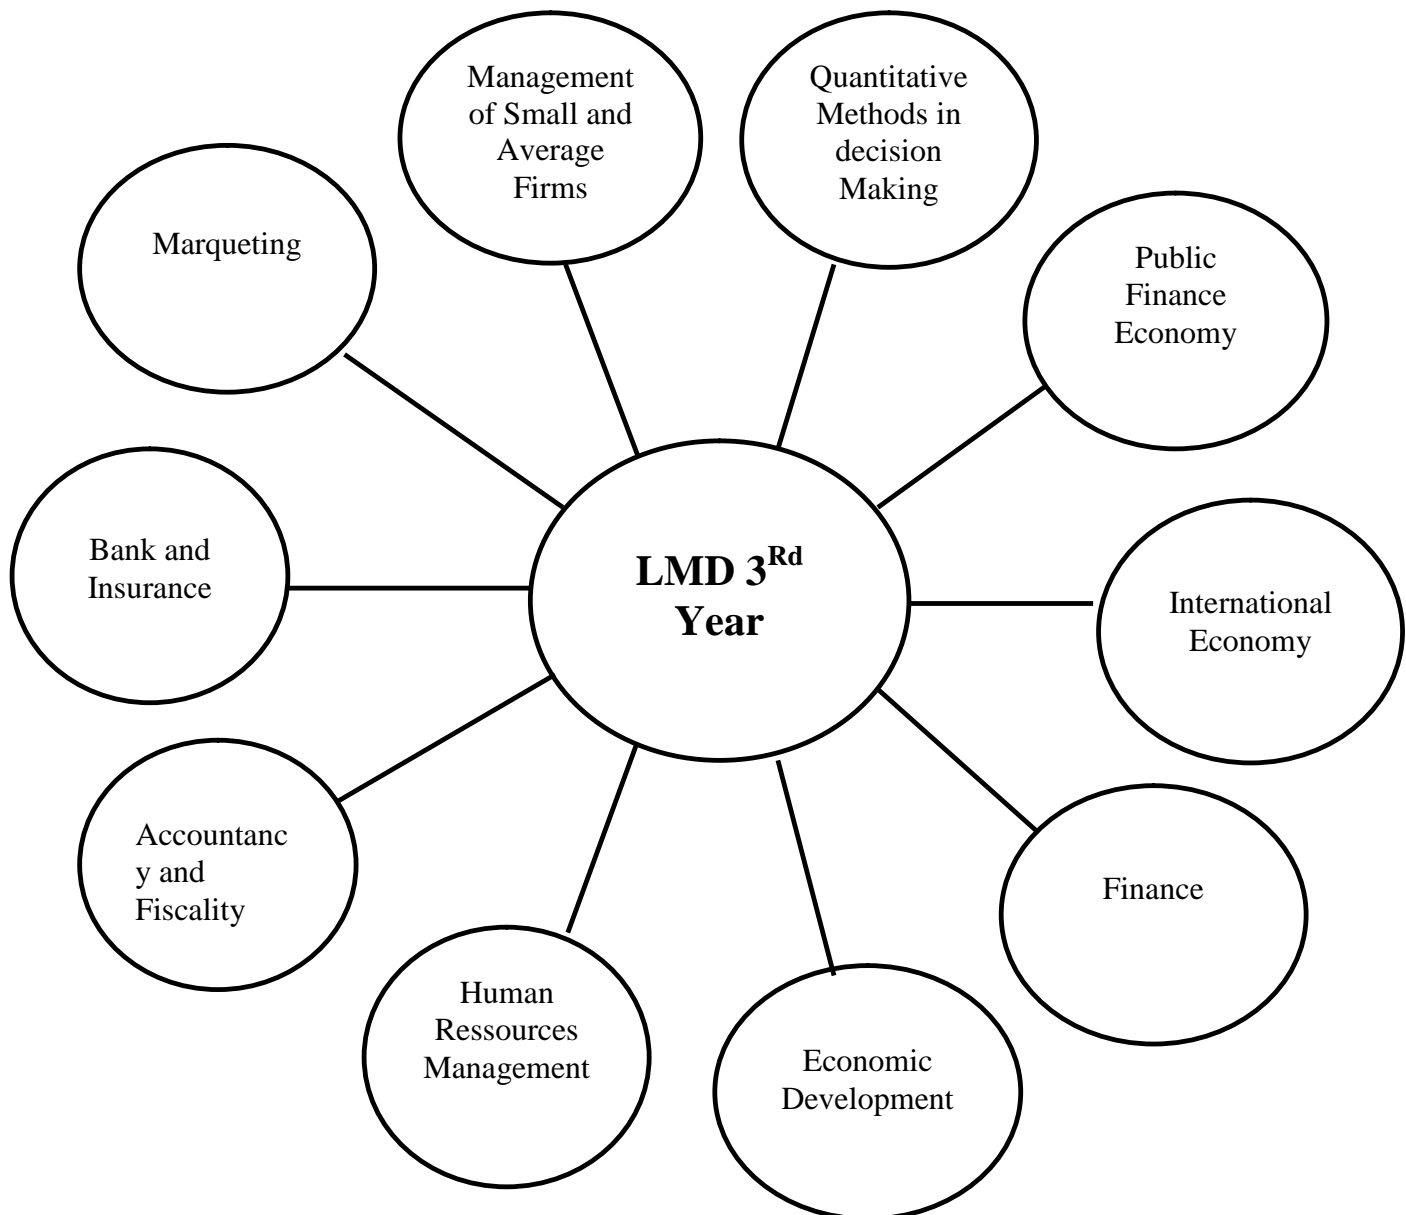 Management
of Small and
Average
Firms
Quantitative
Methods in
decision
Making
Marqueting
Public
Finance
Economy
Bank and
Insurance
LMD 3Rd
Year
International
Economy
Accountanc
y and
Fiscality
Finance
Human
Ressources
Management
Economic
Development